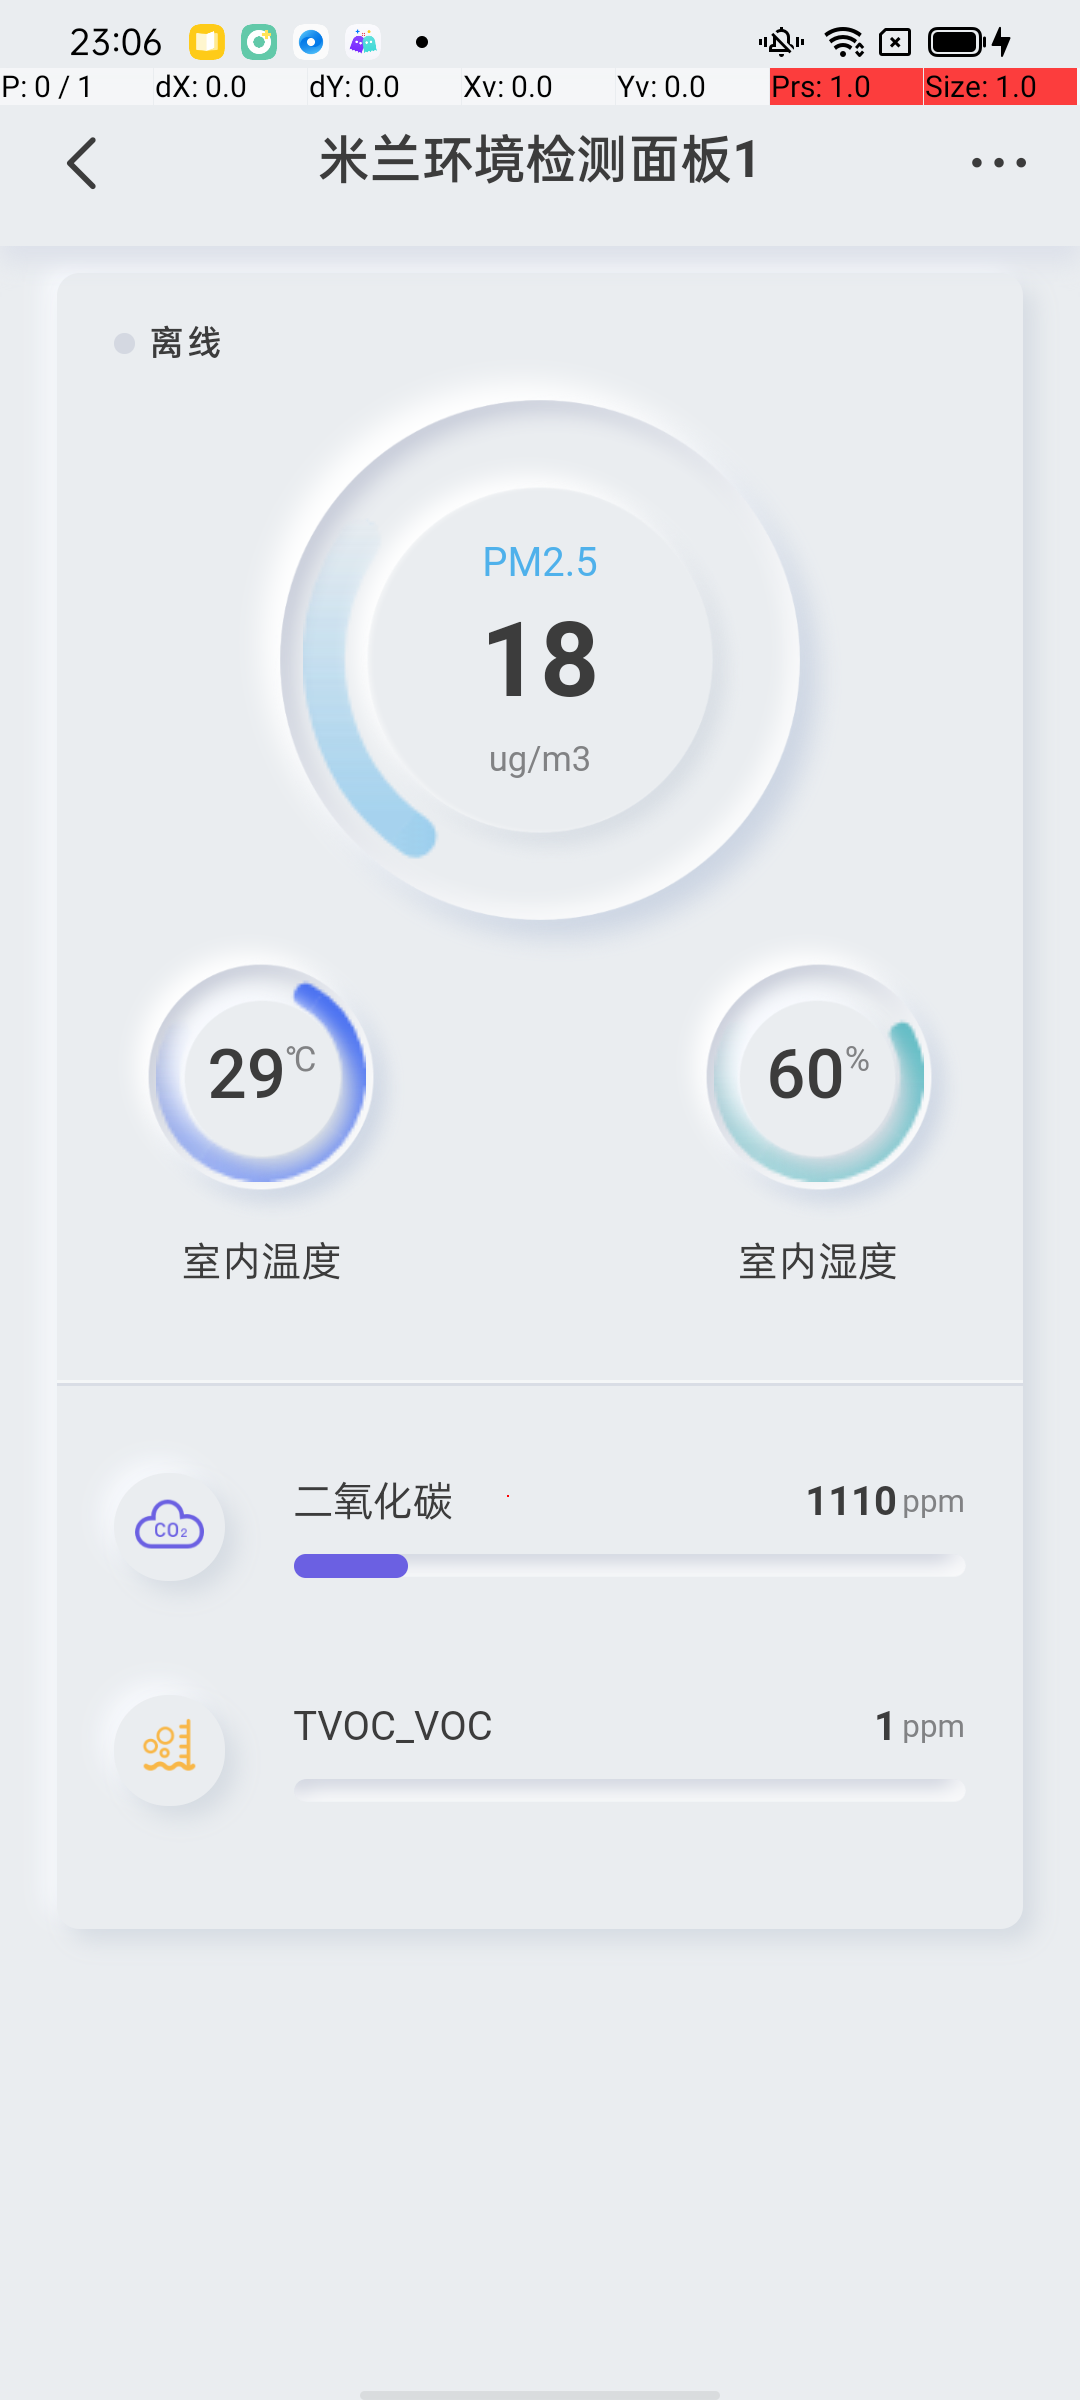 23:06
P: 0 / 1 dX: 0.0 dY: 0.0 Xv: 0.0 Yv: 0.0 Prs: 1.0 Size: 1.0
米兰环境检测面板1
离线
PM2.5
18
ug/m3
29℃ 60%
室内温度 室内湿度
CO₂
二氧化碳 1110 ppm
TVOC_VOC 1 ppm